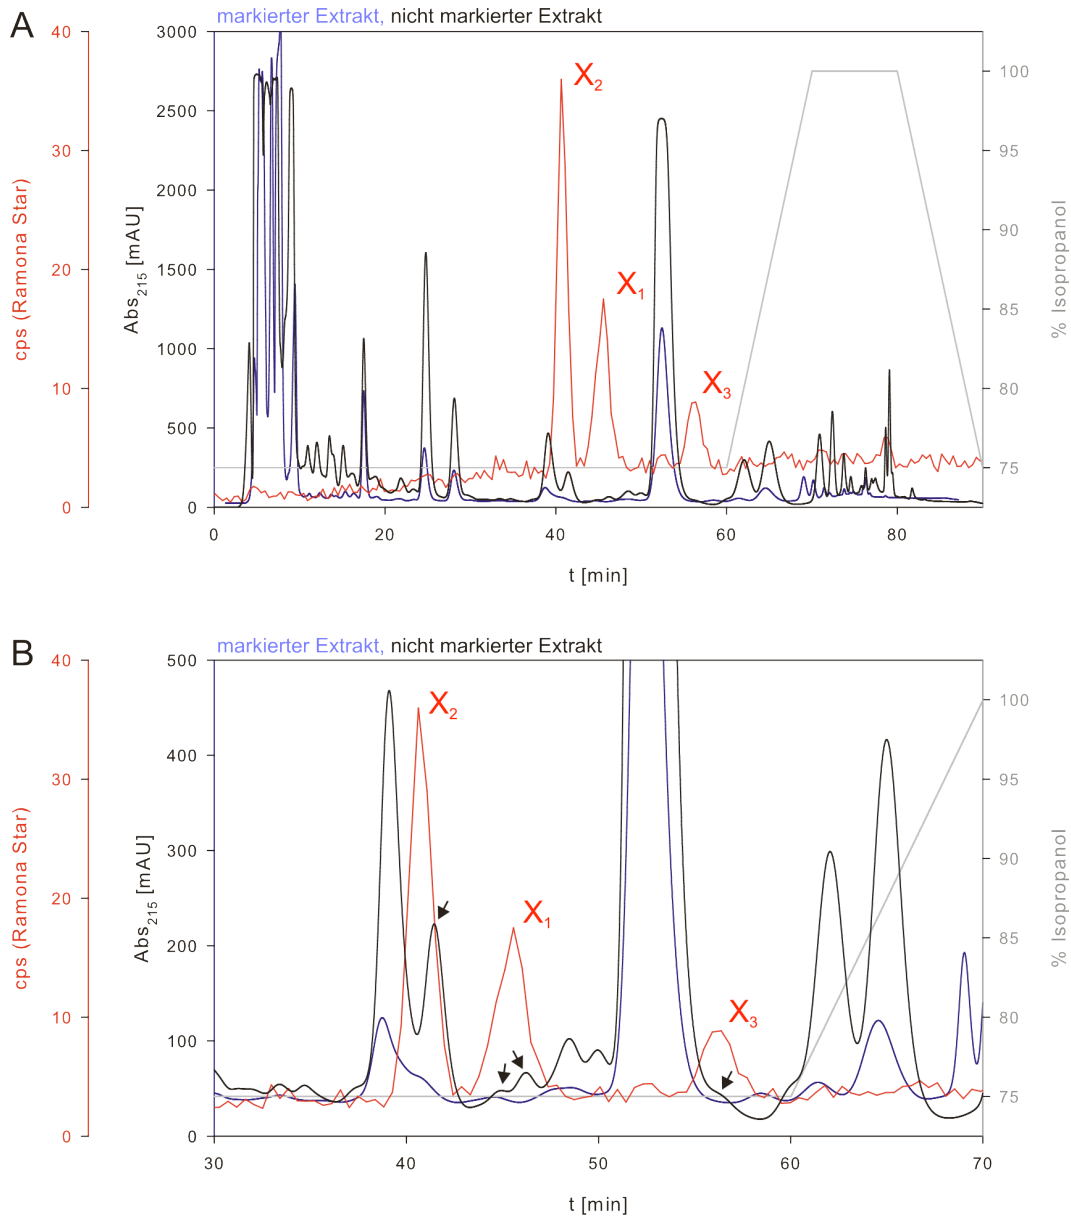 A
markierter Extrakt, nicht markierter Extrakt
cps (Ramona Star)
40
30
20
10
0
Abs215 [mAU]
3000
2500
2000
1500
1000
500
0
X2
X1
X3
100
95
90
85
80
75
% Isopropanol
0 20 40 60 80
t [min]
B
markierter Extrakt, nicht markierter Extrakt
cps (Ramona Star)
40
30
20
10
0
Abs215 [mAU]
500
400
300
200
100
0
X2
X1
X3
100
95
90
85
80
75
% Isopropanol
30 40 50 60 70
t [min]